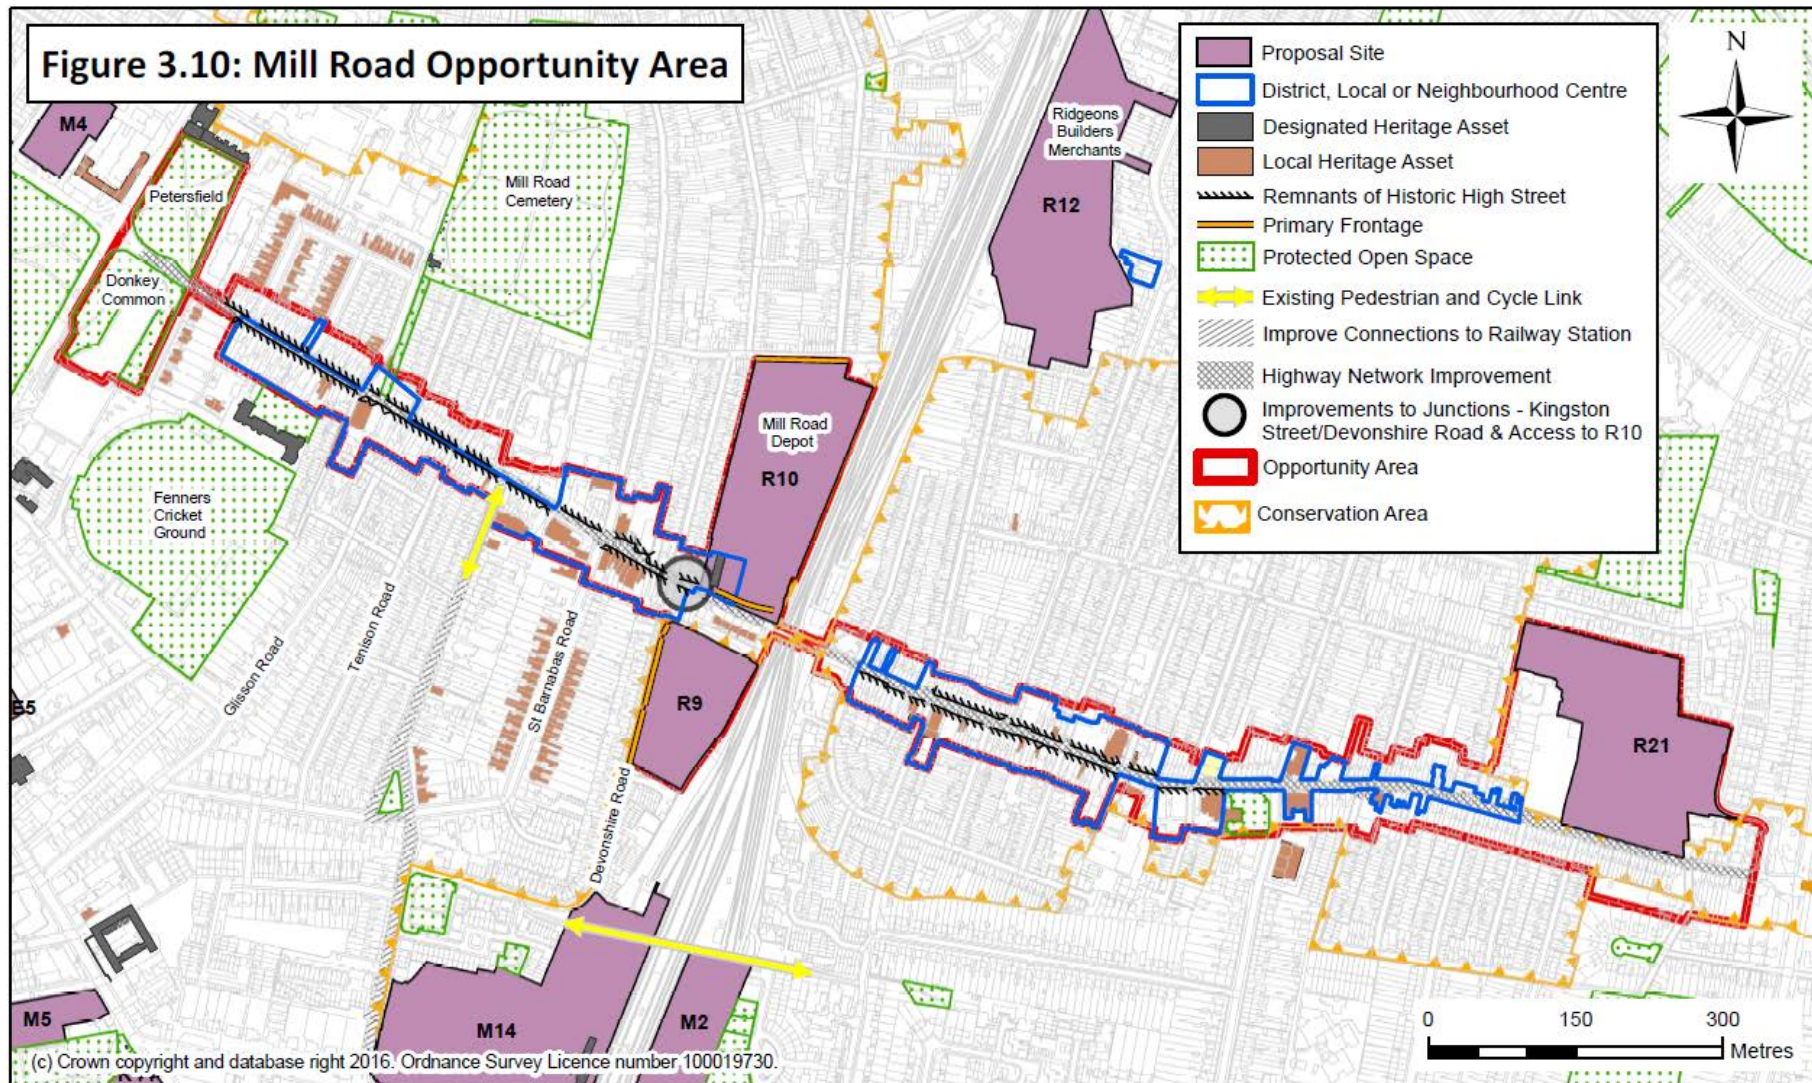 Figure 3.10: Mill Road Opportunity Area
Proposal Site
District, Local or Neighbourhood Centre
Designated Heritage Asset
Local Heritage Asset
Remnants of Historic High Street
Primary Frontage
Protected Open Space
Existing Pedestrian and Cycle Link
Improve Connections to Railway Station
Highway Network Improvement
Improvements to Junctions - Kingston
Street/Devonshire Road & Access to R10
Opportunity Area
Conservation Area
N
M4
Petersfield
Donkey
Common
Mill Road
Cemetery
Ridgeons
Builders
Merchants
R12
Mill Road
Depot
R10
Fenners
Cricket
Ground
Glisson Road
Tenison Road
St Barnabas Road
Devonshire Road
R9
R21
E5
M5
M14
M2
0 150 300
Metres
(c) Crown copyright and database right 2016. Ordnance Survey Licence number 100019730.